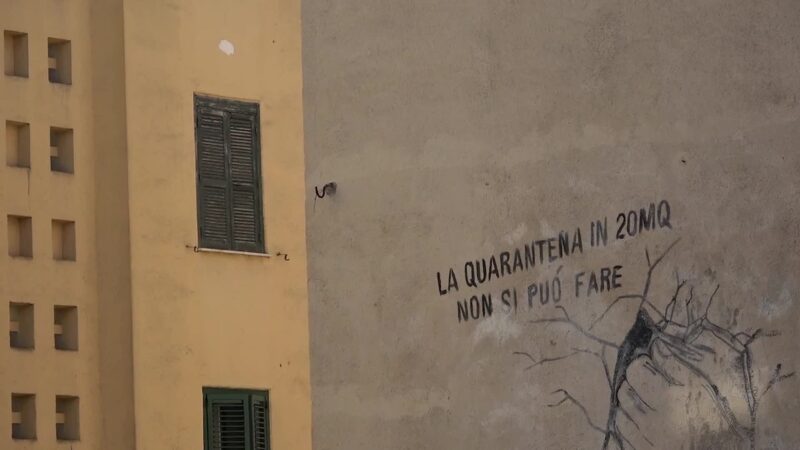 LA QUARANTENA IN 20MQ
NON SI PUÓ FARE